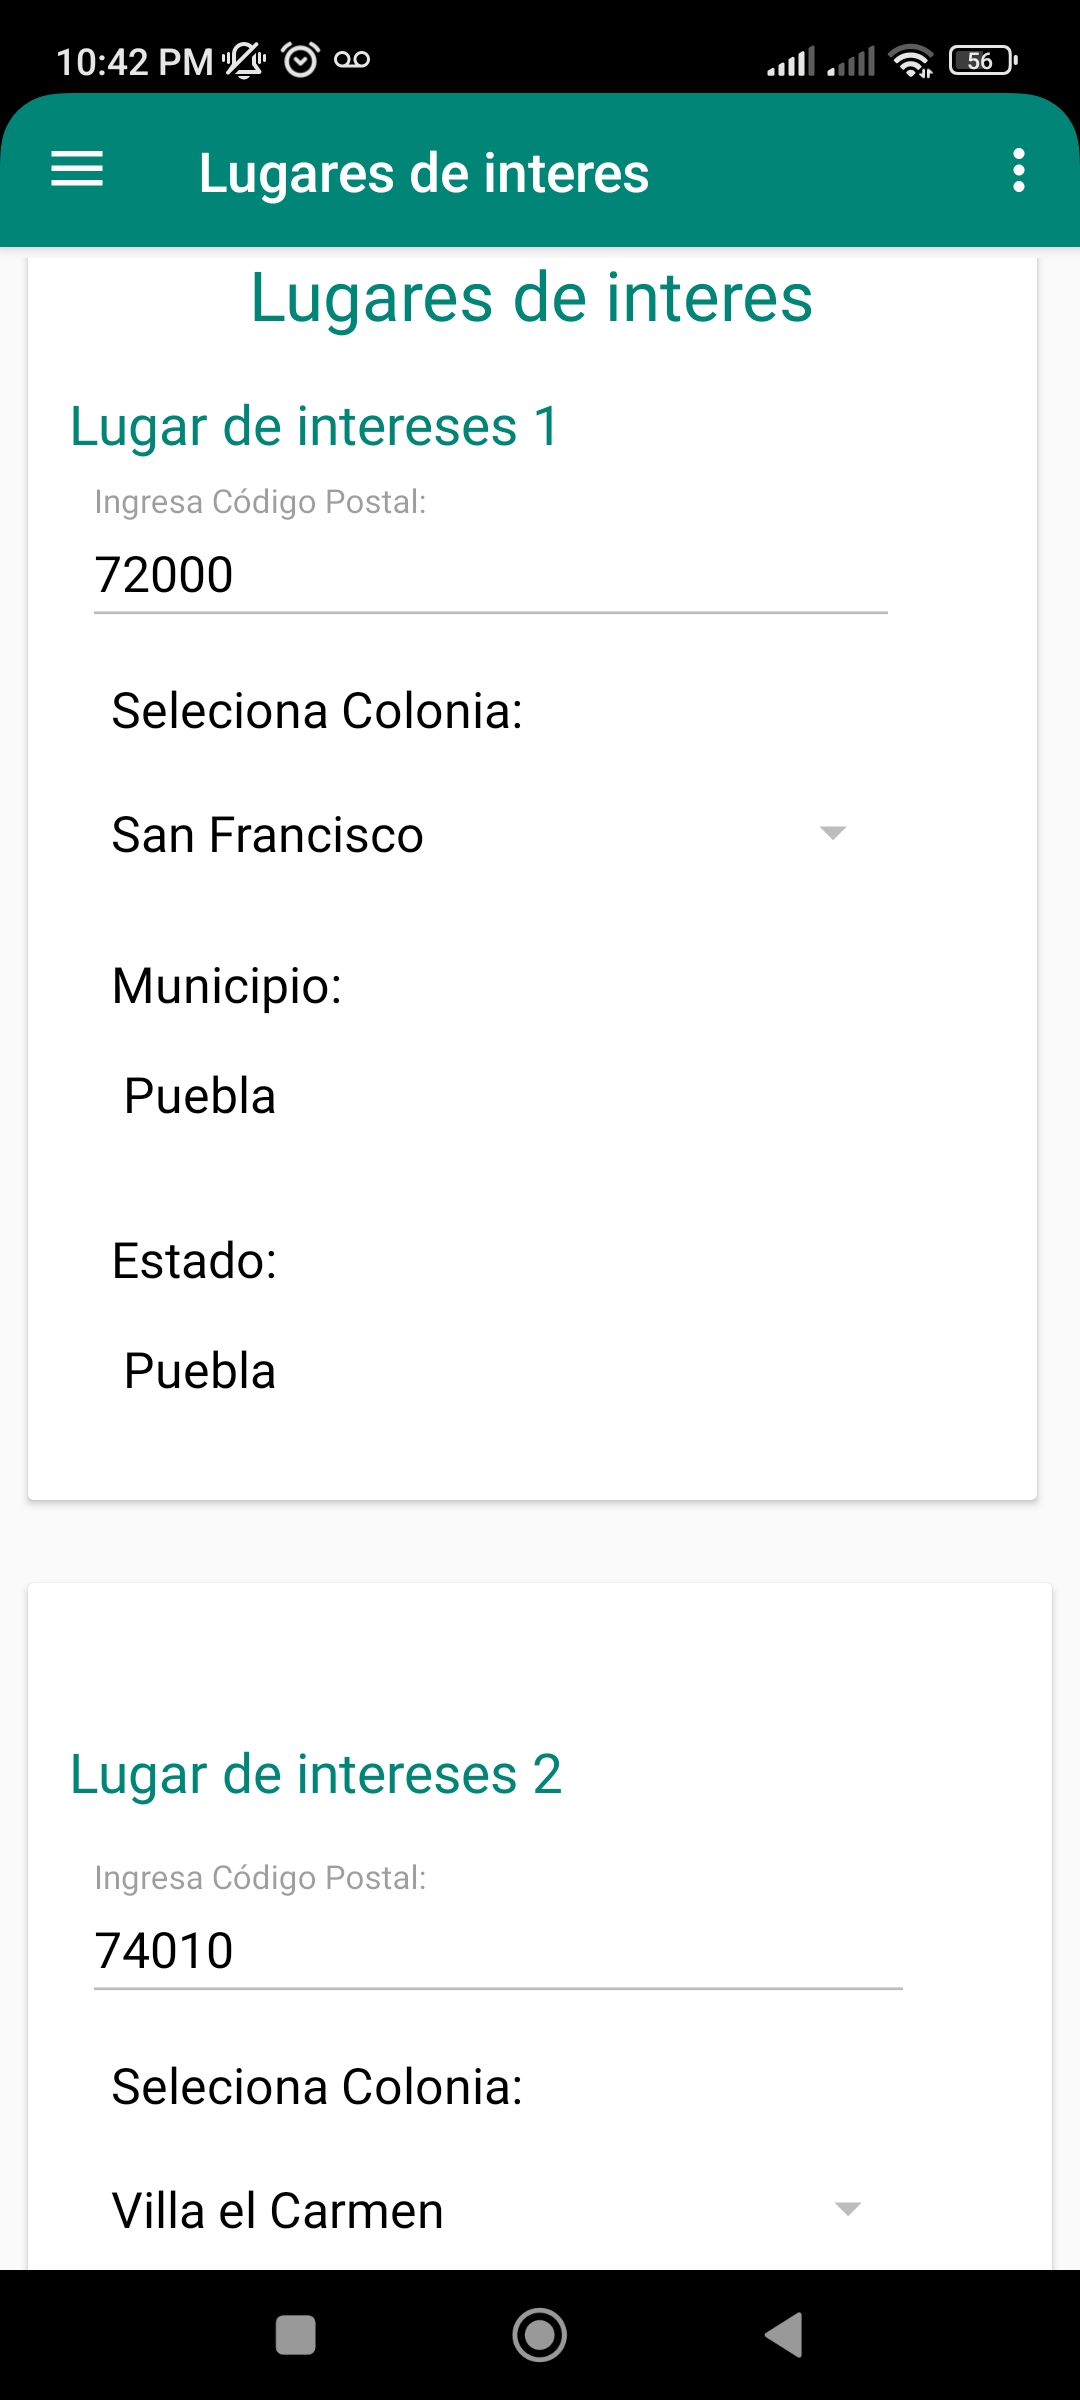 10:42 PM
56
Lugares de interes
Lugares de interes
Lugar de intereses 1
Ingresa Código Postal:
72000
Seleciona Colonia:
San Francisco
Municipio:
Puebla
Estado:
Puebla
Lugar de intereses 2
Ingresa Código Postal:
74010
Seleciona Colonia:
Villa el Carmen